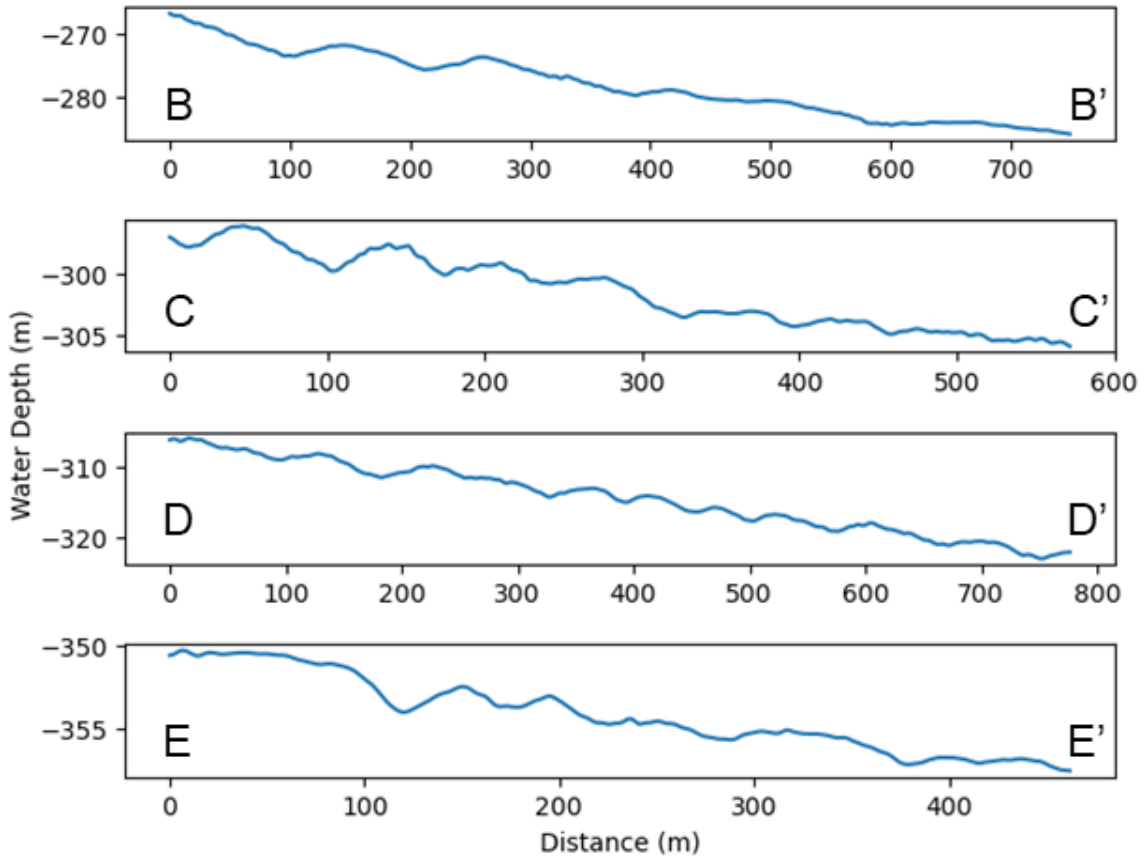 −270
−280
B B’
0 100 200 300 400 500 600 700
−300
−305
C C’
0 100 200 300 400 500 600
Water Depth (m)
−310
−320
D D’
0 100 200 300 400 500 600 700 800
−350
−355
E E’
0 100 200 300 400
Distance (m)